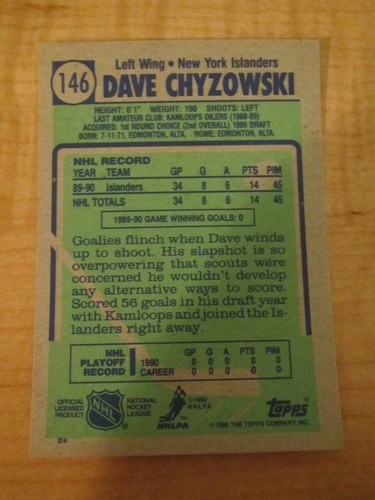 146
Left Wing • New York Islanders
DAVE CHYZOWSKI
HEIGHT: 6'1" WEIGHT: 190 SHOOTS: LEFT
LAST AMATEUR CLUB: KAMLOOPS OILERS (1988-89)
ACQUIRED: 1st ROUND CHOICE (2nd OVERALL) 1989 DRAFT
BORN: 7-11-71, EDMONTON, ALTA. • HOME: EDMONTON, ALTA.
NHL RECORD
YEAR TEAM GP G A PTS PIM
89-90 Islanders 34 8 6 14 45
NHL TOTALS 34 8 6 14 45
1989-90 GAME WINNING GOALS: 0
Goalies flinch when Dave winds
up to shoot. His slapshot is so
overpowering that scouts were
concerned he wouldn't develop
any alternative ways to score.
Scored 56 goals in his draft year
with Kamloops and joined the Is-
landers right away.
NHL PLAYOFF RECORD
GP G A PTS PIM
1990 0 0 0 0 0
CAREER 0 0 0 0 0
OFFICIAL LICENSED PRODUCT
NHL
NATIONAL HOCKEY LEAGUE
NHLPA
©1990 NHLPA
Topps
©1990 THE TOPPS COMPANY, INC.